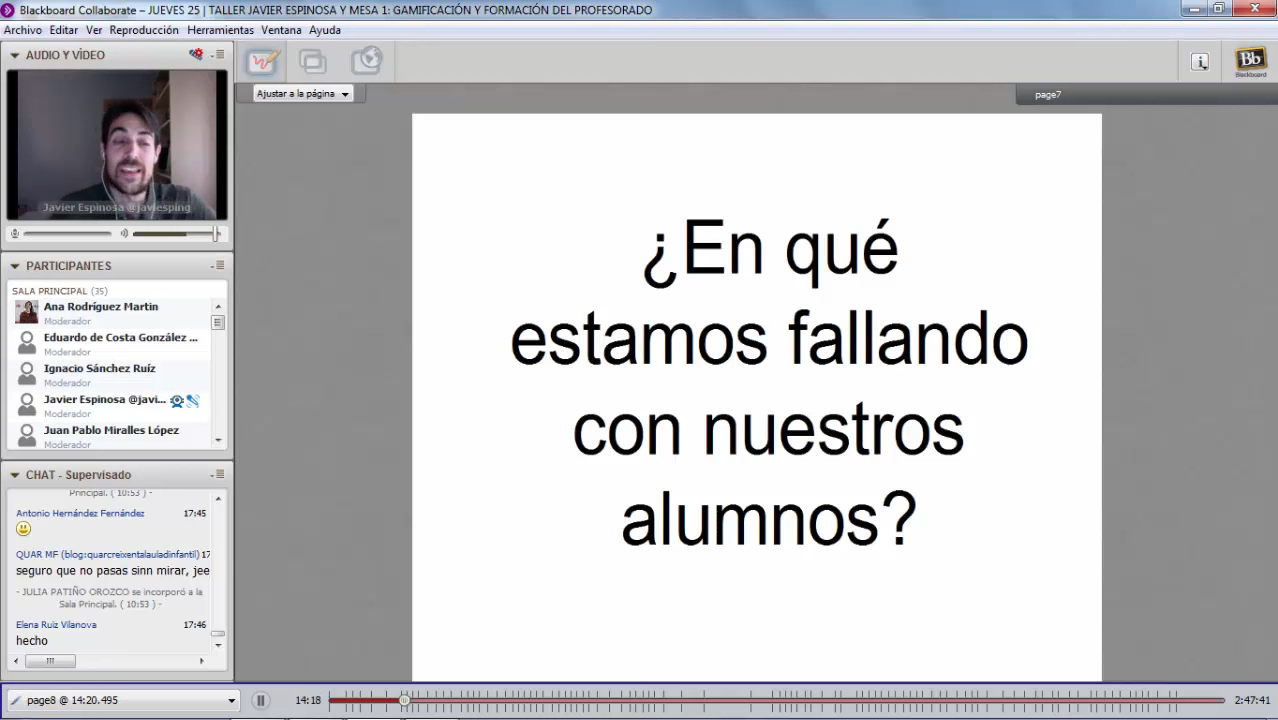 Blackboard Collaborate – JUEVES 25 | TALLER JAVIER ESPINOSA Y MESA 1: GAMIFICACIÓN Y FORMACIÓN DEL PROFESORADO
Archivo Editar Ver Reproducción Herramientas Ventana Ayuda
AUDIO Y VÍDEO
Javier Espinosa @javiesping
PARTICIPANTES
SALA PRINCIPAL (35)
Ana Rodríguez Martin
Moderador
Eduardo de Costa González ...
Moderador
Ignacio Sánchez Ruíz
Moderador
Javier Espinosa @javi...
Moderador
Juan Pablo Miralles López
Moderador
CHAT - Supervisado
Principal. ( 10:53 ) -
Antonio Hernández Fernández 17:45
QUAR MF (blog:quarcreixentalauladinfantil) 17
seguro que no pasas sinn mirar, jee
- JULIA PATIÑO OROZCO se incorporó a la
Sala Principal. ( 10:53 ) -
Elena Ruiz Vilanova 17:46
hecho
Ajustar a la página
page7
Bb
Blackboard
¿En qué
estamos fallando
con nuestros
alumnos?
page8 @ 14:20.495
14:18
2:47:41